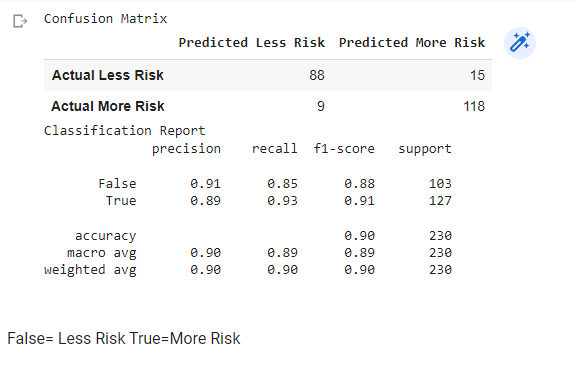 Confusion Matrix
Predicted Less Risk Predicted More Risk
Actual Less Risk 88 15
Actual More Risk 9 118
Classification Report
precision recall f1-score support
False 0.91 0.85 0.88 103
True 0.89 0.93 0.91 127
accuracy 0.90 230
macro avg 0.90 0.89 0.89 230
weighted avg 0.90 0.90 0.90 230
False= Less Risk True=More Risk